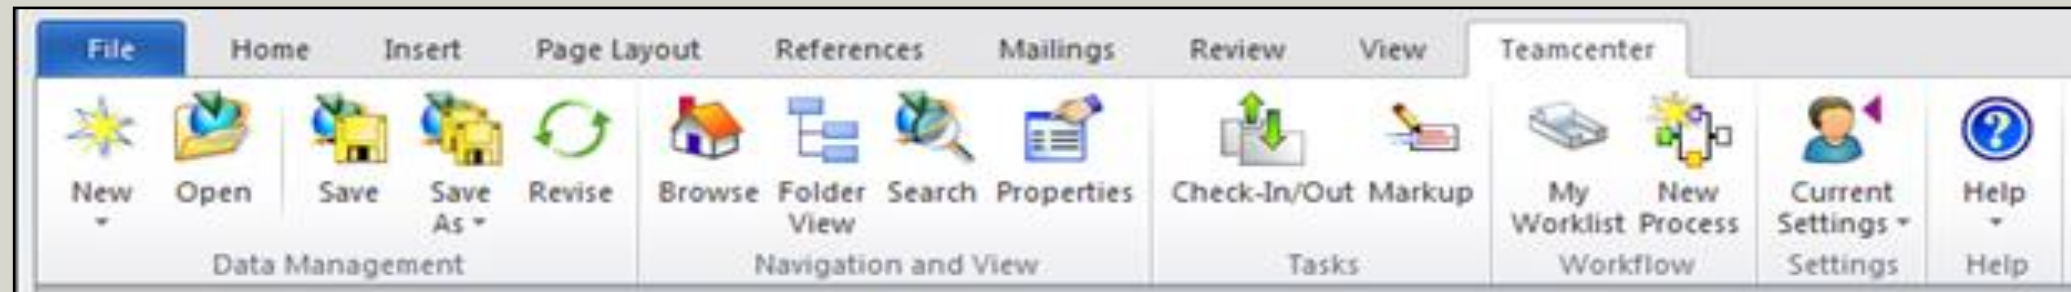 File Home Insert Page Layout References Mailings Review View Teamcenter
New Open Save Save As Revise Browse Folder View Search Properties Check-In/Out Markup My Worklist New Process Current Settings Help
Data Management Navigation and View Tasks Workflow Settings Help